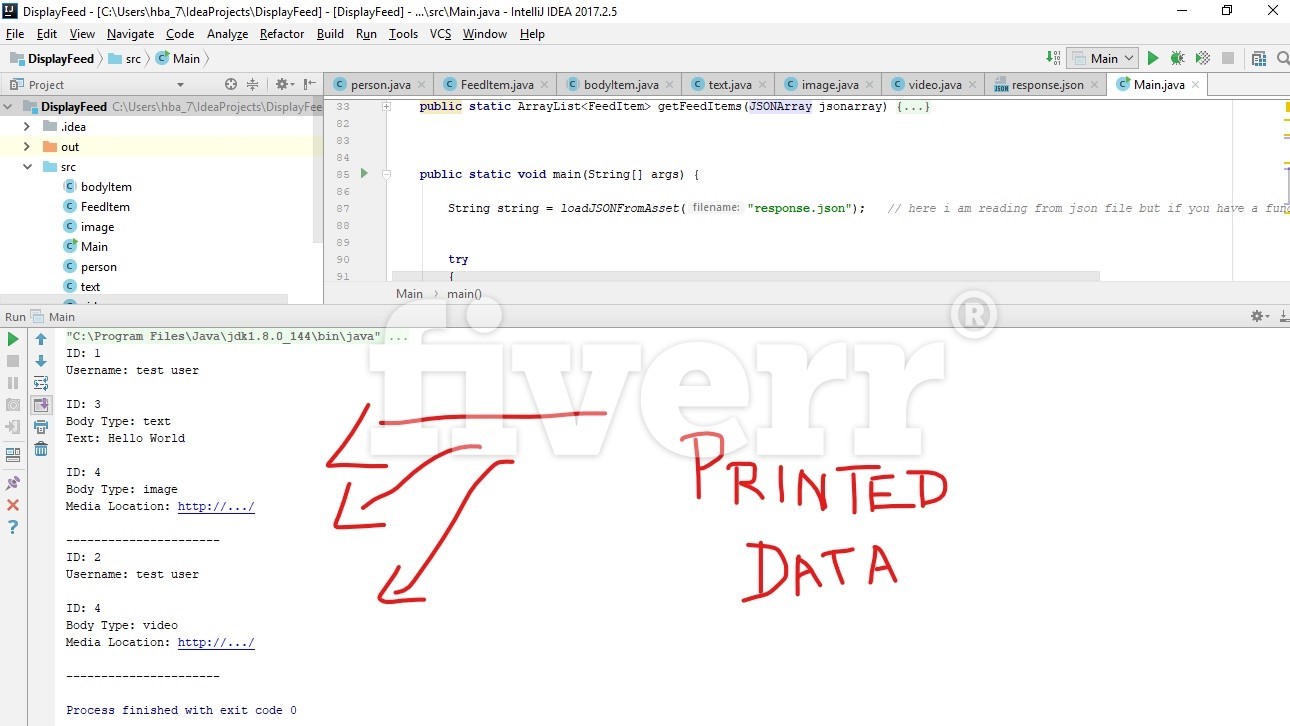 DisplayFeed - [C:\Users\hba_7\IdeaProjects\DisplayFeed] - [DisplayFeed] - ...\src\Main.java - IntelliJ IDEA 2017.2.5
File Edit View Navigate Code Analyze Refactor Build Run Tools VCS Window Help
DisplayFeed src Main
Main
Project
person.java FeedItem.java bodyItem.java text.java image.java video.java response.json Main.java
DisplayFeed C:\Users\hba_7\IdeaProjects\DisplayFee
.idea
out
src
bodyItem
FeedItem
image
Main
person
text
33 public static ArrayList<FeedItem> getFeedItems(JSONArray jsonarray) {...}
82
83
84
85 public static void main(String[] args) {
86
87 String string = loadJSONFromAsset( filename: "response.json"); // here i am reading from json file but if you have a fun
88
89
90 try
91 {
Main main()
Run Main
"C:\Program Files\Java\jdk1.8.0_144\bin\java" ...
ID: 1
Username: test user
ID: 3
Body Type: text
Text: Hello World
ID: 4
Body Type: image
Media Location: http://.../
----------------------
ID: 2
Username: test user
ID: 4
Body Type: video
Media Location: http://.../
----------------------
Process finished with exit code 0
fiverr®
PRINTED
DATA